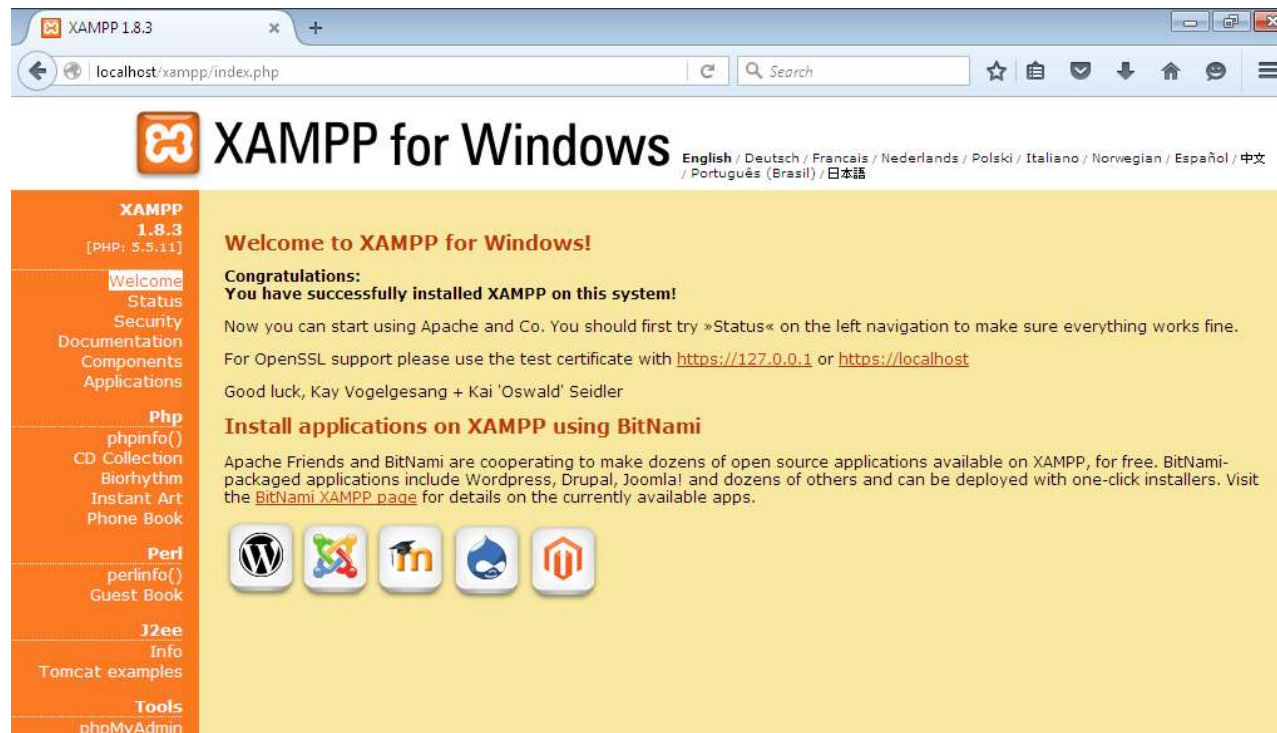 XAMPP 1.8.3
localhost/xampp/index.php
Search
XAMPP for Windows
English / Deutsch / Francais / Nederlands / Polski / Italiano / Norwegian / Español / 中文
/ Português (Brasil) / 日本語
XAMPP
1.8.3
[PHP: 5.5.11]
Welcome
Status
Security
Documentation
Components
Applications
Php
phpinfo()
CD Collection
Biorhythm
Instant Art
Phone Book
Perl
perlinfo()
Guest Book
J2ee
Info
Tomcat examples
Tools
phpMyAdmin
Welcome to XAMPP for Windows!
Congratulations:
You have successfully installed XAMPP on this system!
Now you can start using Apache and Co. You should first try »Status« on the left navigation to make sure everything works fine.
For OpenSSL support please use the test certificate with https://127.0.0.1 or https://localhost
Good luck, Kay Vogelgesang + Kai 'Oswald' Seidler
Install applications on XAMPP using BitNami
Apache Friends and BitNami are cooperating to make dozens of open source applications available on XAMPP, for free. BitNami-
packaged applications include Wordpress, Drupal, Joomla! and dozens of others and can be deployed with one-click installers. Visit
the BitNami XAMPP page for details on the currently available apps.